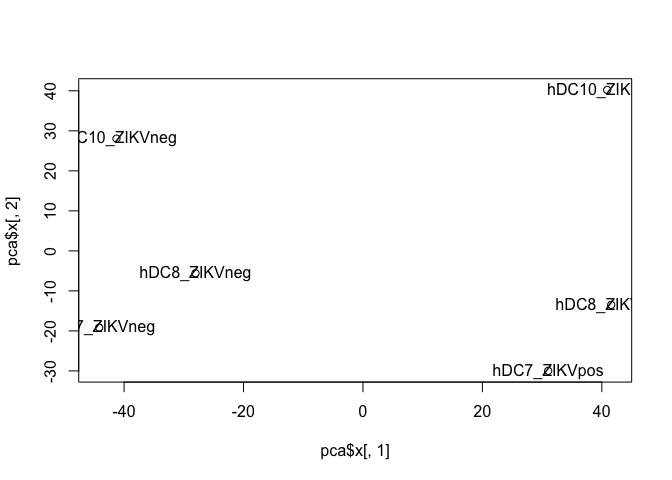 hDC10_ZIK
C10_ZIKVneg
hDC8_ZIKVneg
hDC8_ZIK
7_ZIKVneg
hDC7_ZIKVpos
40
30
20
10
0
-10
-20
-30
pca$x[, 2]
-40
-20
0
20
40
pca$x[, 1]